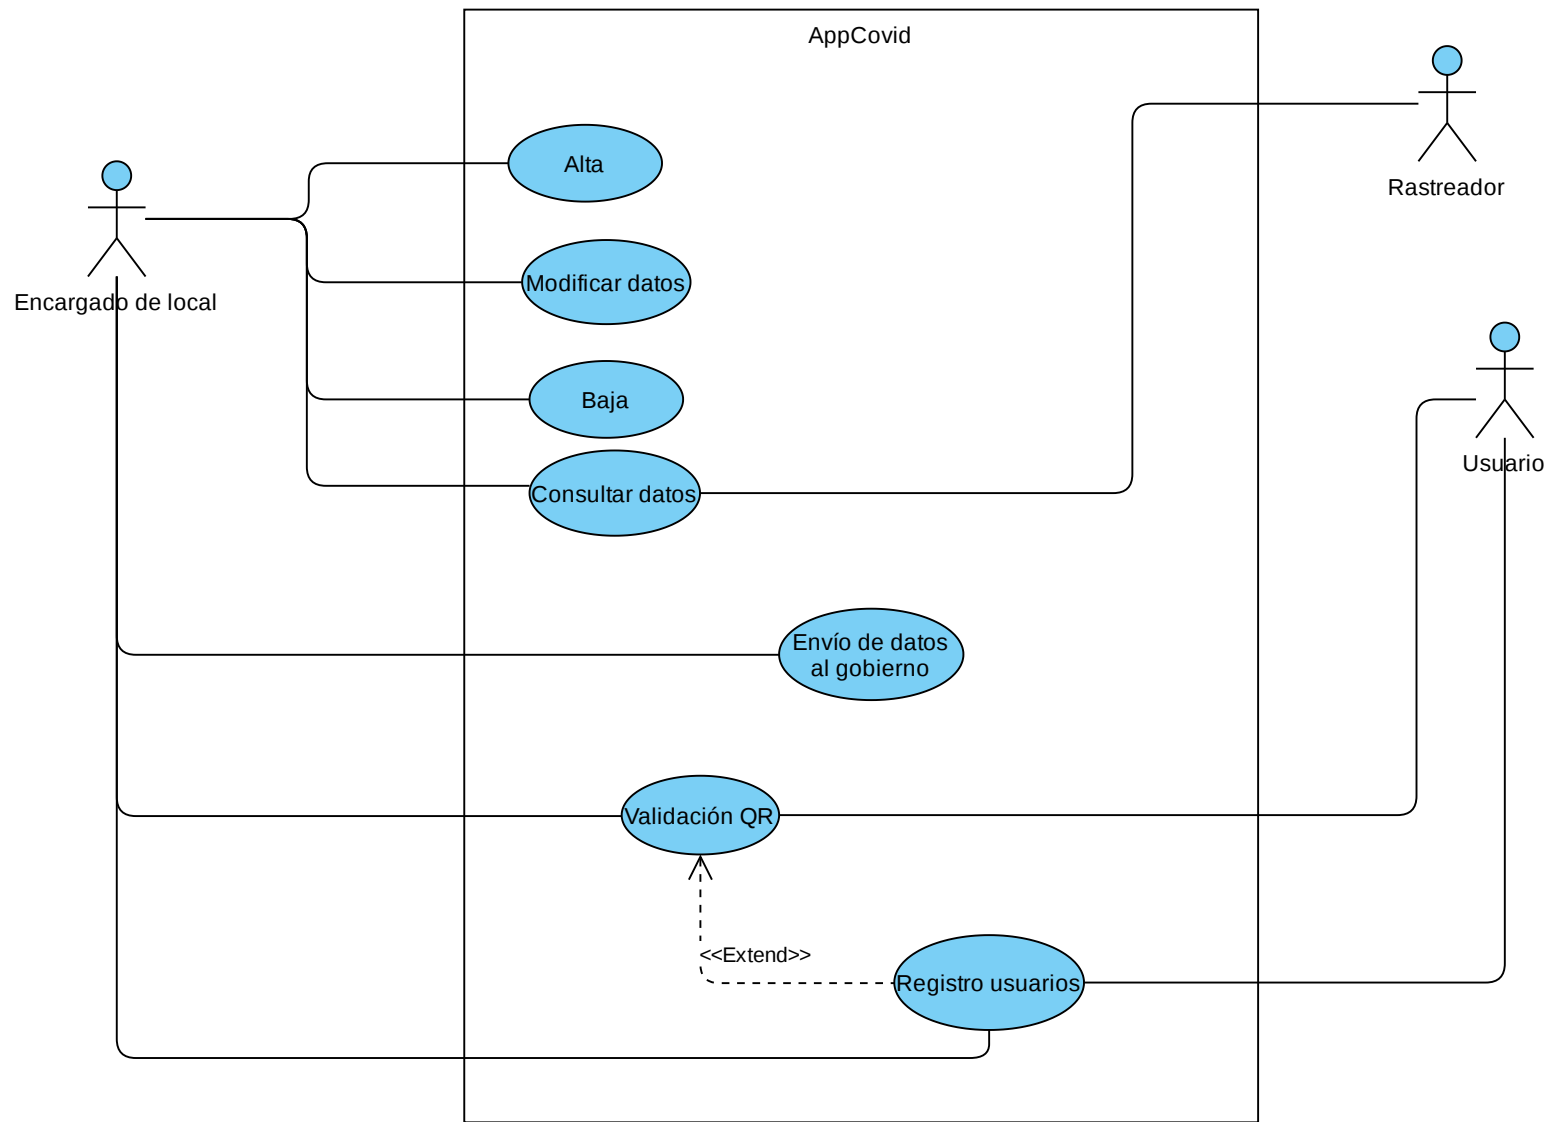 AppCovid
Alta
Rastreador
Modificar datos
Encargado de local
Baja
Usuario
Consultar datos
Envío de datos
al gobierno
Validación QR
<<Extend>>
Registro usuarios